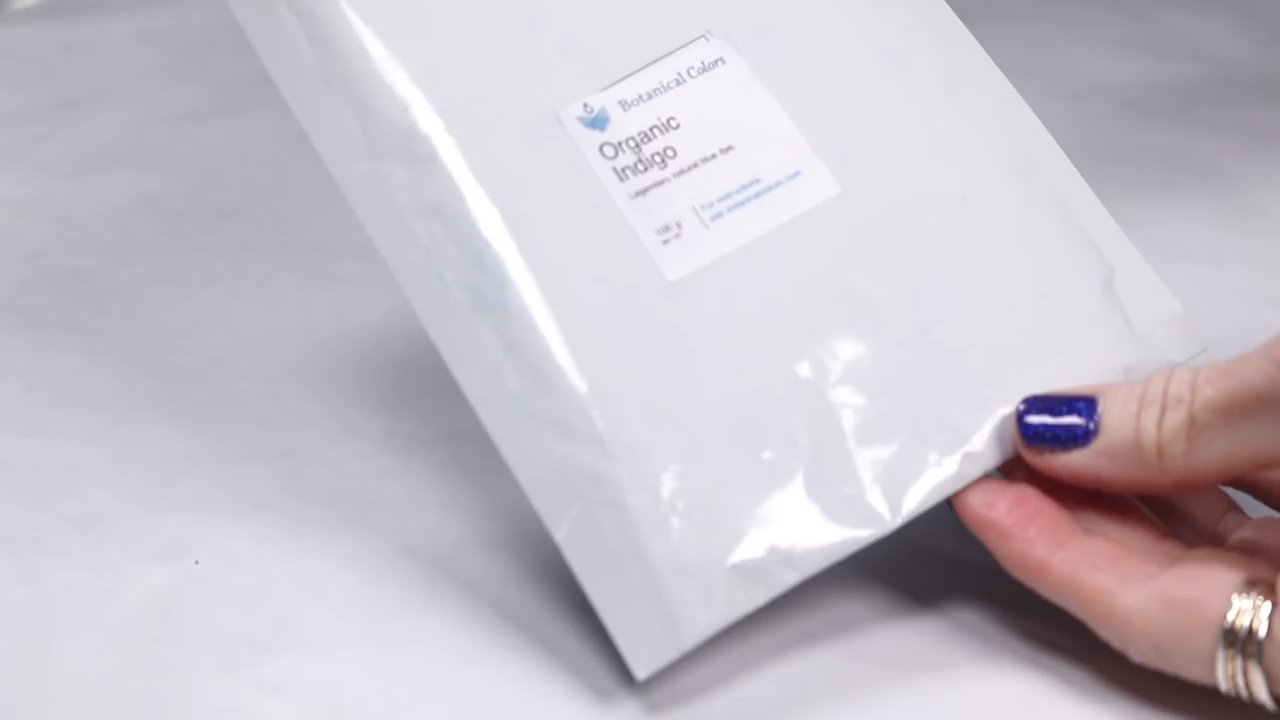 Botanical Colors
Organic
Indigo
Legendary natural blue dye.
For instructions,
visit botanicalcolors.com
100 g